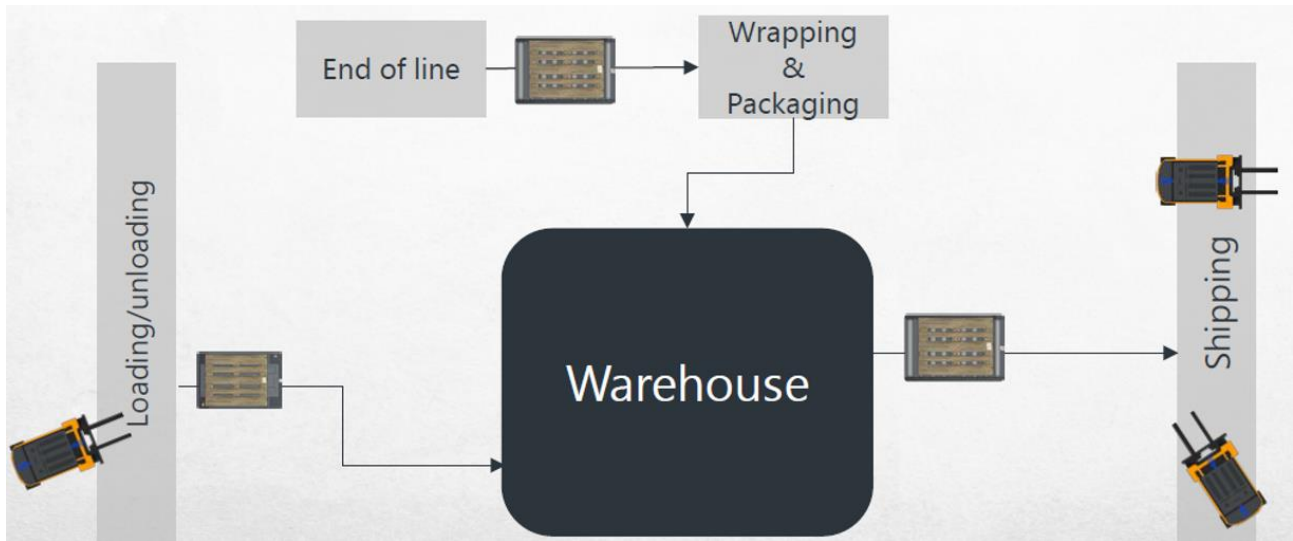 End of line
Wrapping
&
Packaging
Loading/unloading
Warehouse
Shipping